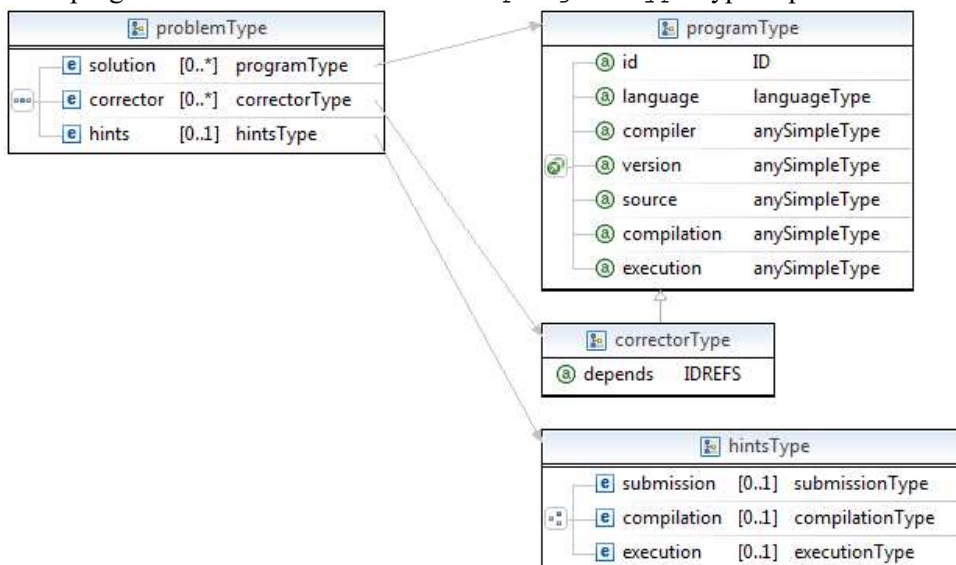 problemType
e solution [0..*] programType
e corrector [0..*] correctorType
e hints [0..1] hintsType
programType
a id ID
a language languageType
a compiler anySimpleType
a version anySimpleType
a source anySimpleType
a compilation anySimpleType
a execution anySimpleType
correctorType
a depends IDREFS
hintsType
e submission [0..1] submissionType
e compilation [0..1] compilationType
e execution [0..1] executionType